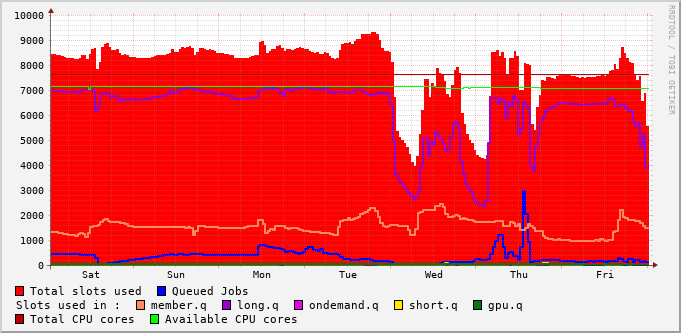 10000
9000
8000
7000
6000
5000
4000
3000
2000
1000
0
Sat Sun Mon Tue Wed Thu Fri
Total slots used Queued Jobs
Slots used in : member.q long.q ondemand.q short.q gpu.q
Total CPU cores Available CPU cores
RRDTOOL / TOBI OETIKER